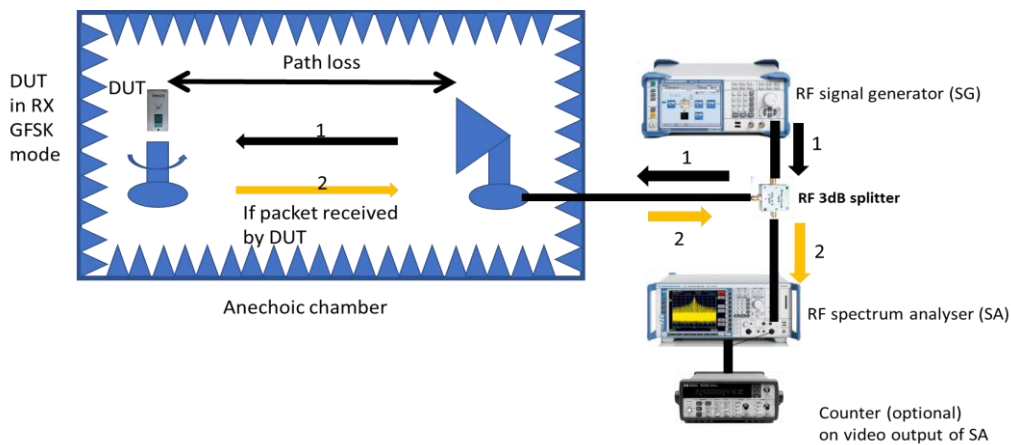 Path loss
DUT
in RX
GFSK
mode
DUT
1
2
If packet received
by DUT
Anechoic chamber
RF signal generator (SG)
1
1
RF 3dB splitter
2
2
RF spectrum analyser (SA)
Counter (optional)
on video output of SA